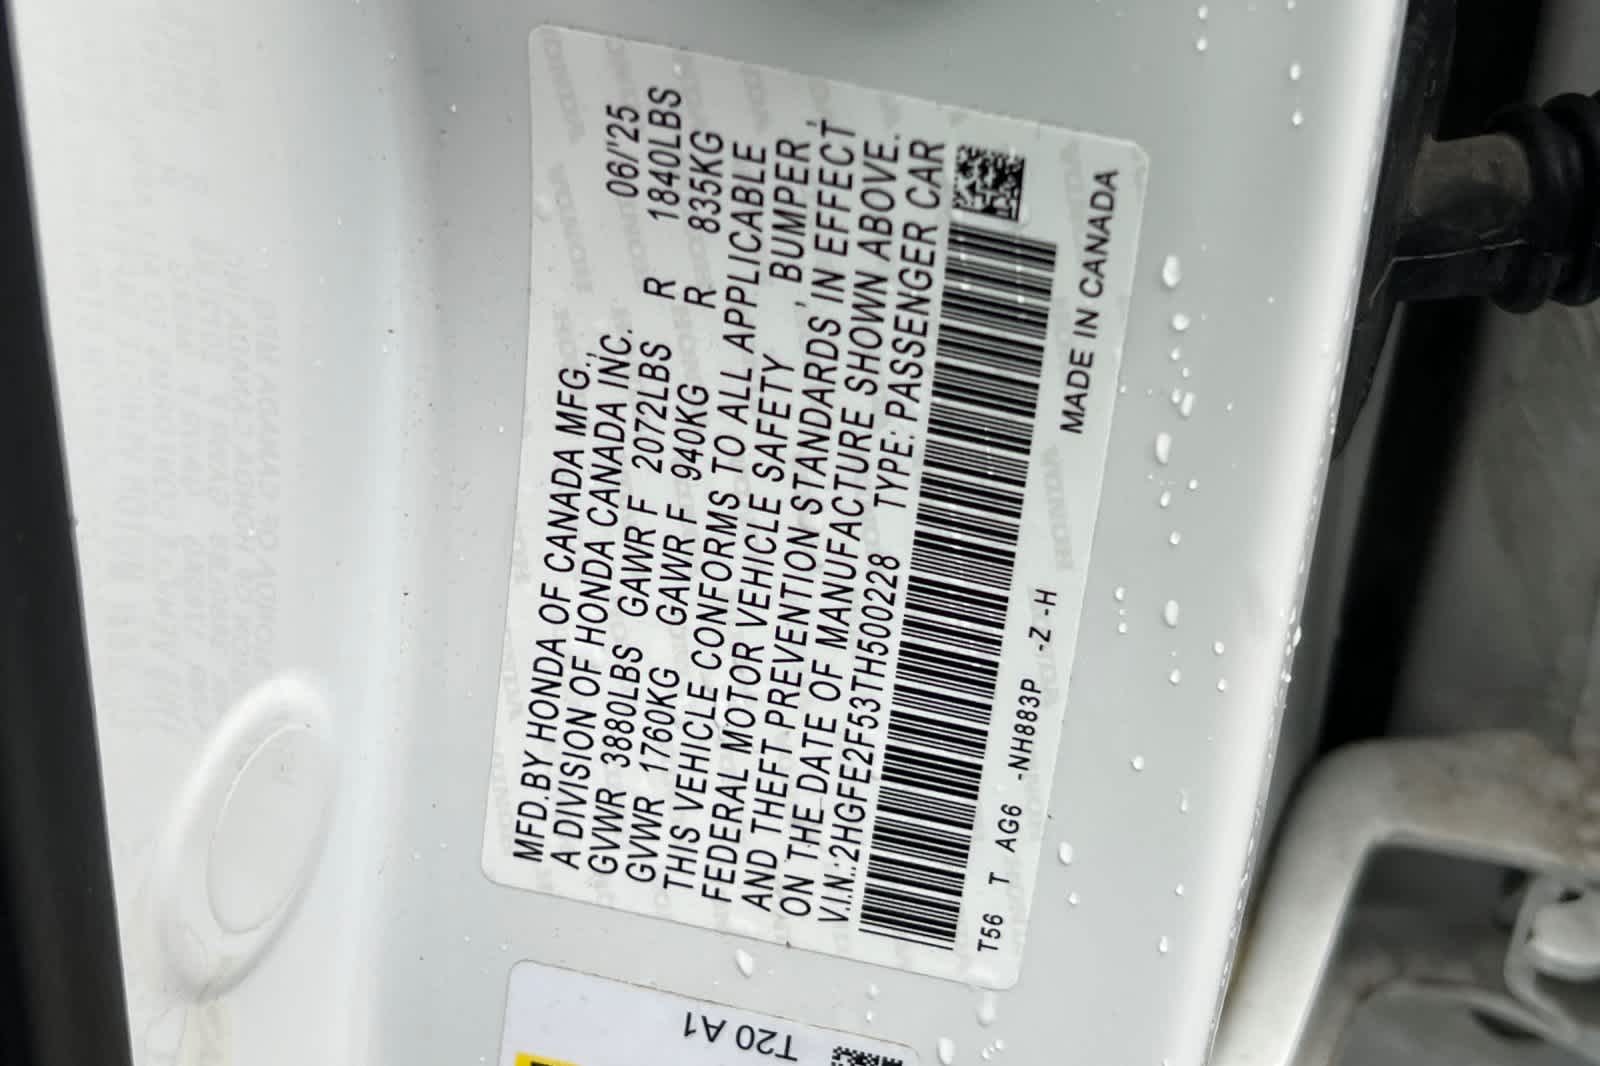 MFD.BY HONDA OF CANADA MFG.,
A DIVISION OF HONDA CANADA INC. 06/'25
GVWR 3880LBS GAWR F 2072LBS R 1840LBS
GVWR 1760KG GAWR F 940KG R 835KG
THIS VEHICLE CONFORMS TO ALL APPLICABLE
FEDERAL MOTOR VEHICLE SAFETY, BUMPER,
AND THEFT PREVENTION STANDARDS IN EFFECT
ON THE DATE OF MANUFACTURE SHOWN ABOVE.
V.I.N.:2HGFE2F53TH500228 TYPE: PASSENGER CAR
T56 T AG6 -NH883P -Z -H
MADE IN CANADA
T20 A1